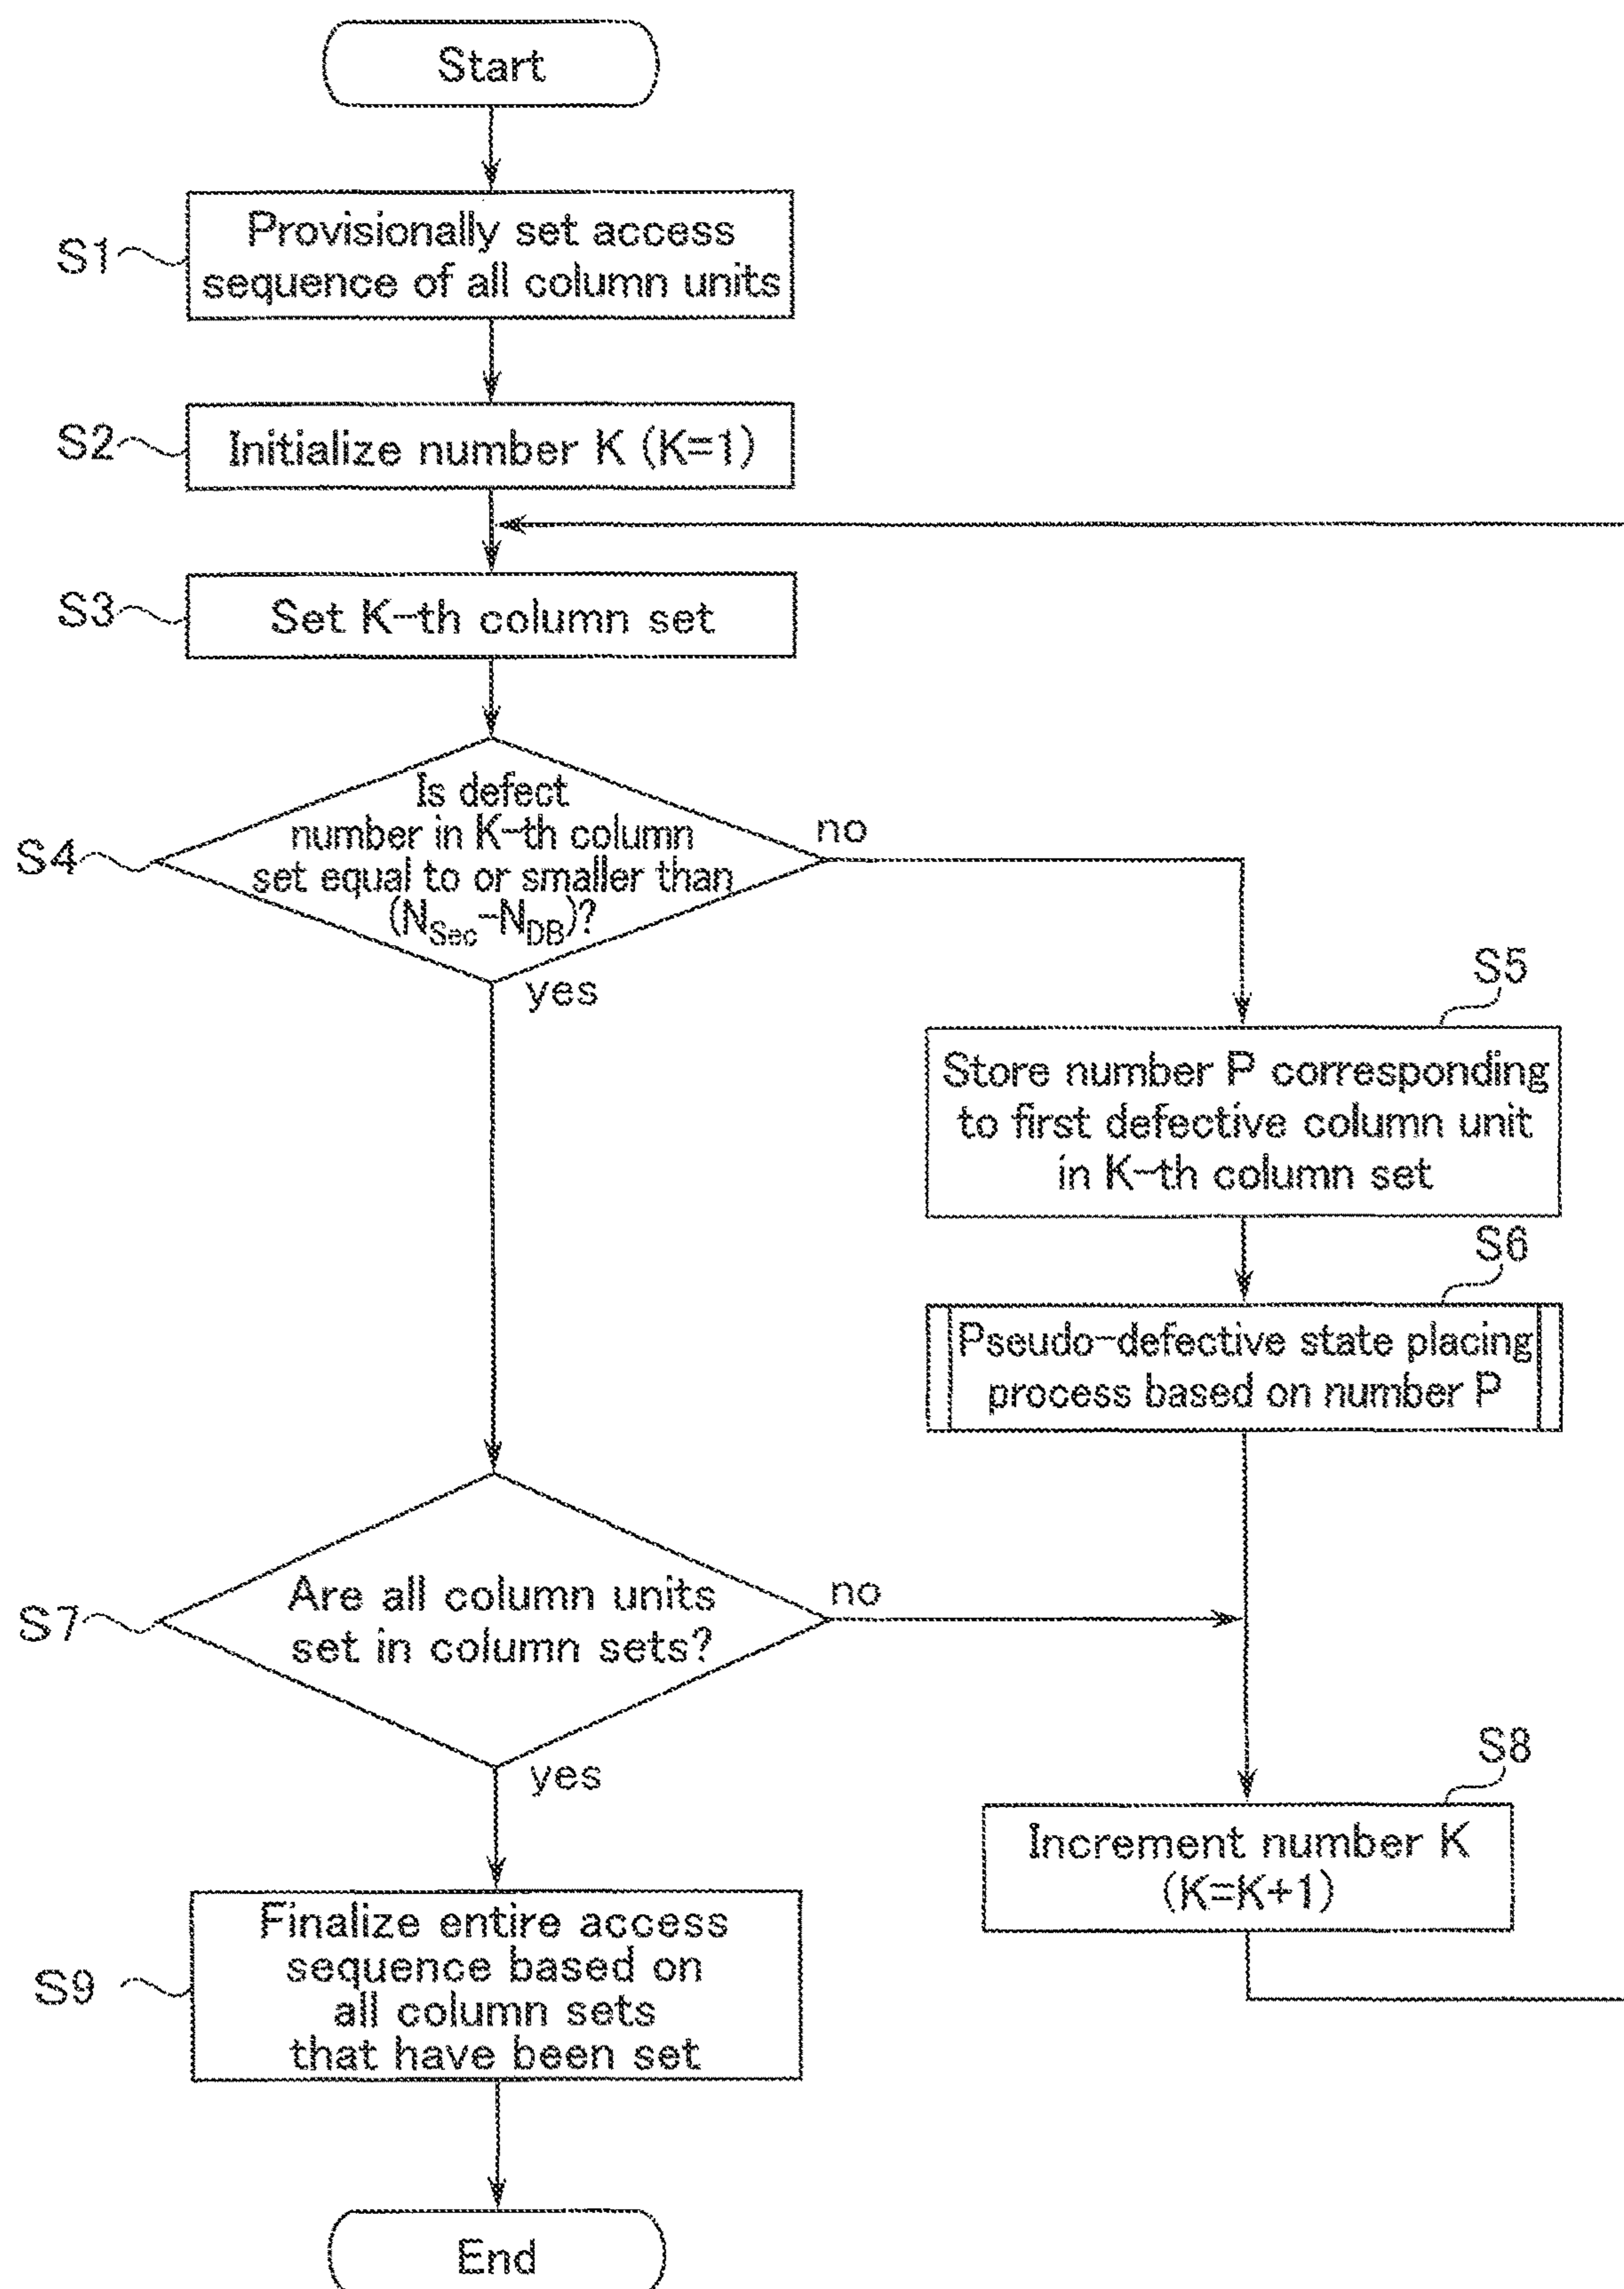 Start
S1
Provisionally set access
sequence of all column units
S2
Initialize number K (K=1)
S3
Set K-th column set
S4
Is defect
number in K-th column
set equal to or smaller than
(NSec-NDB)?
no
yes
S5
Store number P corresponding
to first defective column unit
in K-th column set
S6
Pseudo-defective state placing
process based on number P
S7
Are all column units
set in column sets?
no
yes
S8
Increment number K
(K=K+1)
S9
Finalize entire access
sequence based on
all column sets
that have been set
End